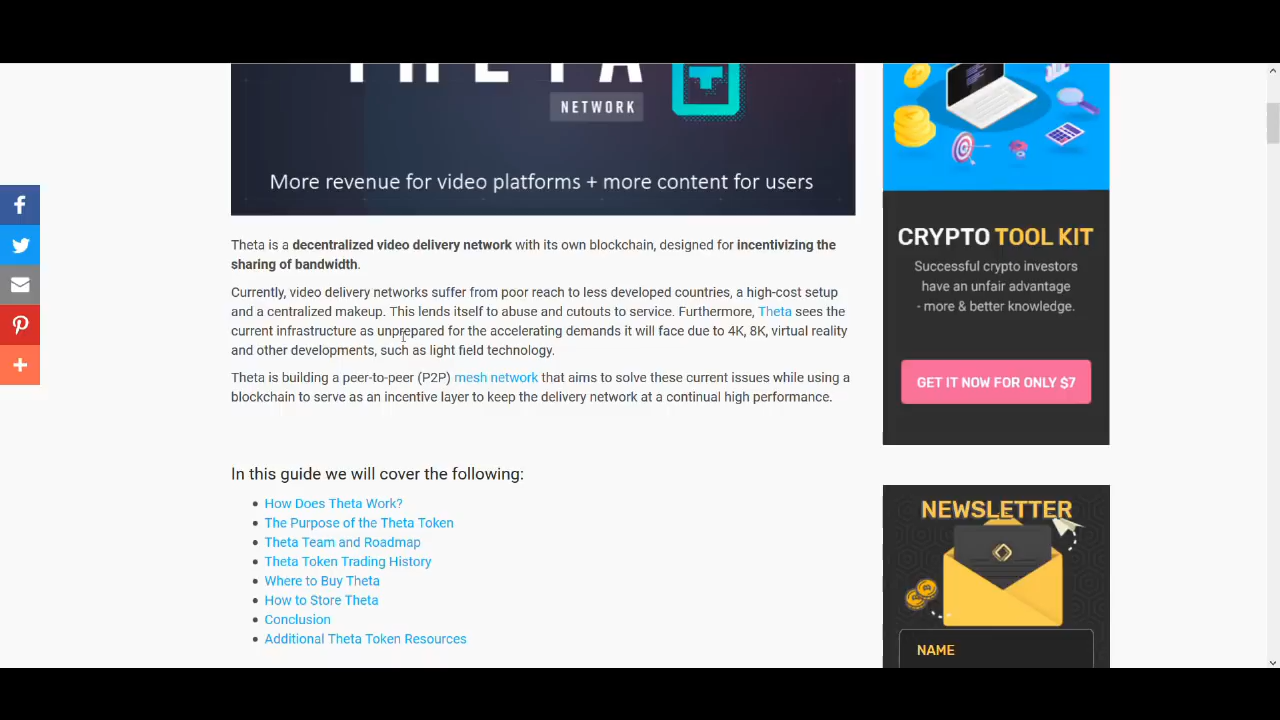 THETA
NETWORK
More revenue for video platforms + more content for users
Theta is a decentralized video delivery network with its own blockchain, designed for incentivizing the
sharing of bandwidth.
Currently, video delivery networks suffer from poor reach to less developed countries, a high-cost setup
and a centralized makeup. This lends itself to abuse and cutouts to service. Furthermore, Theta sees the
current infrastructure as unprepared for the accelerating demands it will face due to 4K, 8K, virtual reality
and other developments, such as light field technology.
Theta is building a peer-to-peer (P2P) mesh network that aims to solve these current issues while using a
blockchain to serve as an incentive layer to keep the delivery network at a continual high performance.
In this guide we will cover the following:
How Does Theta Work?
The Purpose of the Theta Token
Theta Team and Roadmap
Theta Token Trading History
Where to Buy Theta
How to Store Theta
Conclusion
Additional Theta Token Resources
CRYPTO TOOL KIT
Successful crypto investors
have an unfair advantage
- more & better knowledge.
GET IT NOW FOR ONLY $7
NEWSLETTER
NAME